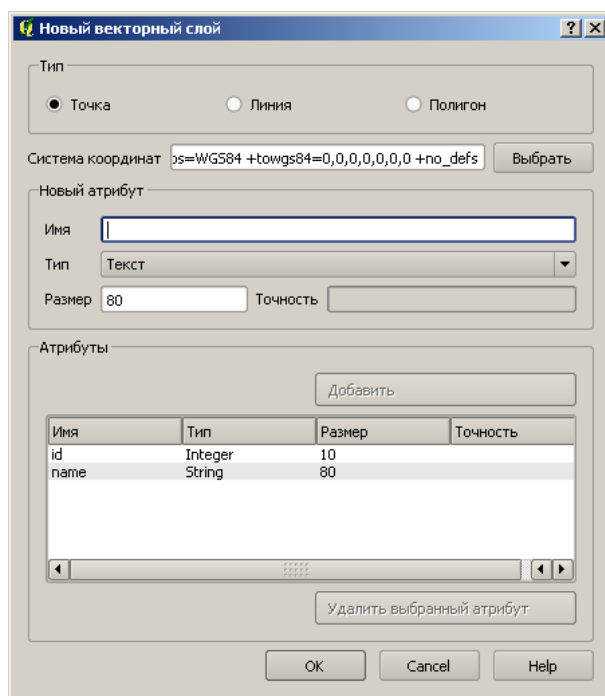 Новый векторный слой
Тип
Точка Линия Полигон
Система координат os=WGS84 +towgs84=0,0,0,0,0,0,0 +no_defs Выбрать
Новый атрибут
Имя
Тип Текст
Размер 80 Точность
Атрибуты
Добавить
Имя Тип Размер Точность
id Integer 10
name String 80
Удалить выбранный атрибут
OK Cancel Help